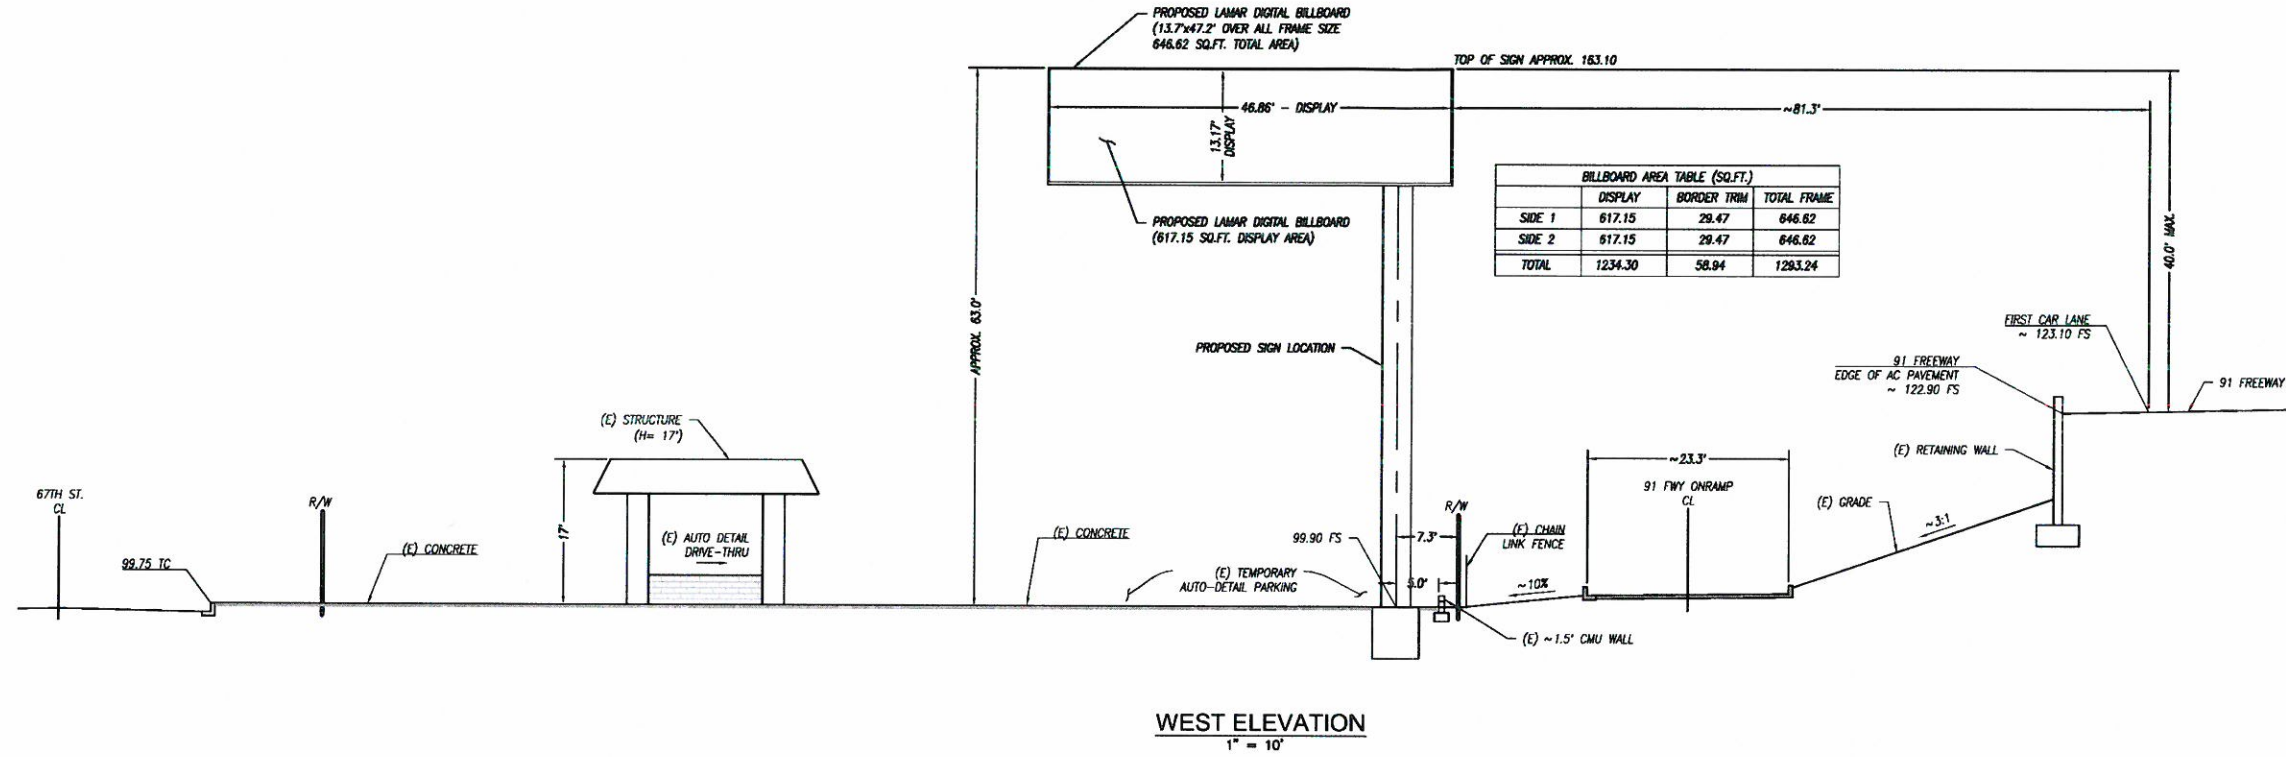 PROPOSED LAMAR DIGITAL BILLBOARD
(13.7'x47.2' OVER ALL FRAME SIZE
646.62 SQ.FT. TOTAL AREA)
TOP OF SIGN APPROX. 163.10
46.86' - DISPLAY
~81.3'
13.17'
DISPLAY
BILLBOARD AREA TABLE (SQ.FT.)
DISPLAY BORDER TRIM TOTAL FRAME
SIDE 1 617.15 29.47 646.62
SIDE 2 617.15 29.47 646.62
TOTAL 1234.30 58.94 1293.24
PROPOSED LAMAR DIGITAL BILLBOARD
(617.15 SQ.FT. DISPLAY AREA)
40.0' MAX.
APPROX. 63.0'
PROPOSED SIGN LOCATION
FIRST CAR LANE
~ 123.10 FS
91 FREEWAY
EDGE OF AC PAVEMENT
~ 122.90 FS
91 FREEWAY
(E) STRUCTURE
(H= 17')
(E) RETAINING WALL
~23.3'
91 FWY ONRAMP
CL
(E) GRADE
~3:1
67TH ST.
CL
R/W
17'
(E) AUTO DETAIL
DRIVE-THRU
(E) CONCRETE
(E) CONCRETE
99.90 FS
7.3'
R/W
(E) CHAIN
LINK FENCE
99.75 TC
(E) TEMPORARY
AUTO-DETAIL PARKING
5.0'
~10%
(E) ~1.5' CMU WALL
WEST ELEVATION
1" = 10'